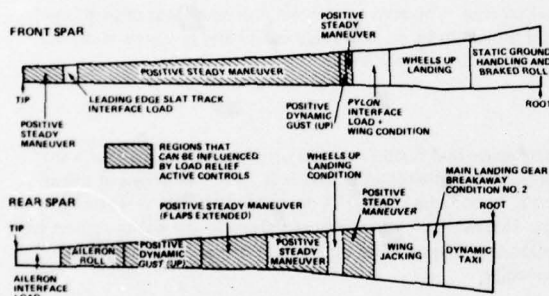 FRONT SPAR
POSITIVE
STEADY
MANEUVER
STATIC GROUND
HANDLING AND
BRAKED ROLL
WHEELS UP
LANDING
POSITIVE STEADY MANEUVER
TIP
LEADING EDGE SLAT TRACK
INTERFACE LOAD
POSITIVE
STEADY
MANEUVER
POSITIVE
DYNAMIC
GUST (UP)
PYLON
INTERFACE
LOAD +
WING CONDITION
ROOT
REGIONS THAT
CAN BE INFLUENCED
BY LOAD RELIEF
ACTIVE CONTROLS
REAR SPAR
POSITIVE STEADY MANEUVER
(FLAPS EXTENDED)
WHEELS UP
LANDING
CONDITION
POSITIVE
STEADY
MANEUVER
MAIN LANDING GEAR
BREAKAWAY
CONDITION NO. 2
ROOT
TIP
AILERON
ROLL
POSITIVE
DYNAMIC
GUST (UP)
POSITIVE
STEADY
MANEUVER
WING
JACKING
DYNAMIC
TAXI
AILERON
INTERFACE
LOAD